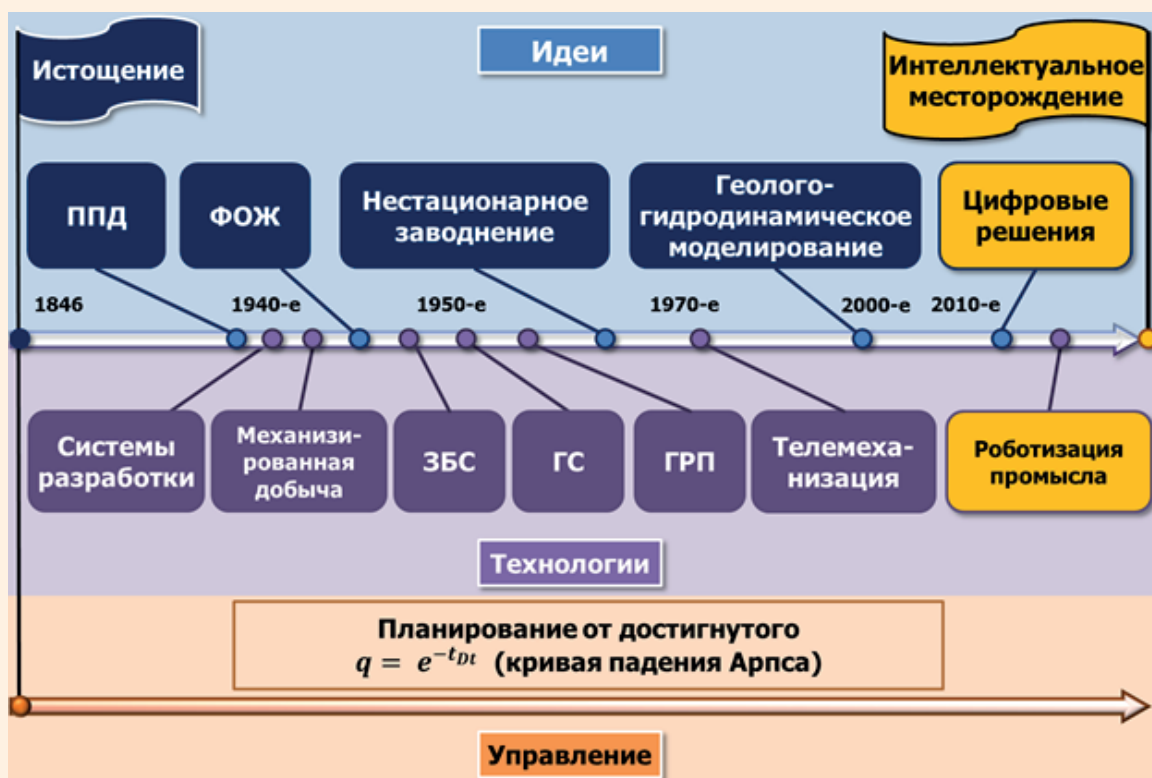 Идеи
Истощение
Интеллектуальное
месторождение
ППД
ФОЖ
Нестационарное
заводнение
Геолого-
гидродинамическое
моделирование
Цифровые
решения
1846
1940-е
1950-е
1970-е
2000-е
2010-е
Системы
разработки
Механизи-
рованная
добыча
ЗБС
ГС
ГРП
Телемеха-
низация
Роботизация
промысла
Технологии
Планирование от достигнутого
q = e^{-t_{Dt}} (кривая падения Арпса)
Управление